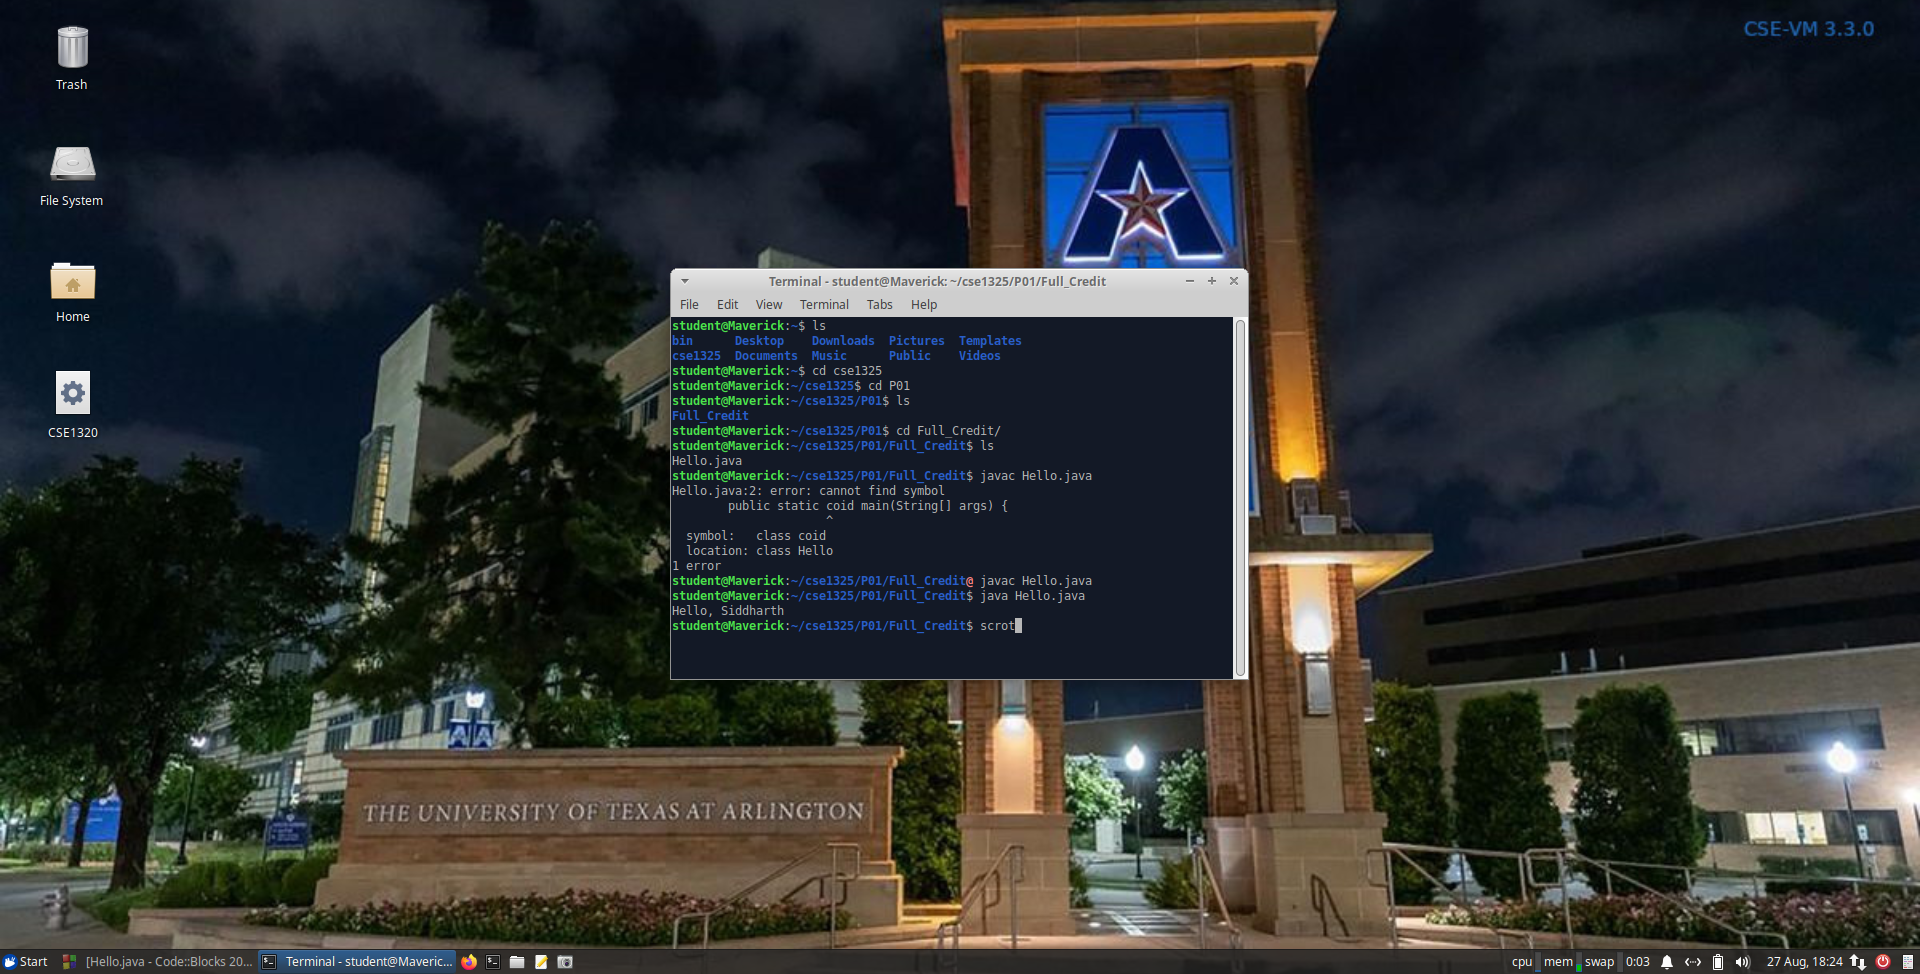 CSE-VM 3.3.0
Trash
File System
Home
CSE1320
Terminal - student@Maverick: ~/cse1325/P01/Full_Credit
File Edit View Terminal Tabs Help
student@Maverick:~$ ls
bin Desktop Downloads Pictures Templates
cse1325 Documents Music Public Videos
student@Maverick:~$ cd cse1325
student@Maverick:~/cse1325$ cd P01
student@Maverick:~/cse1325/P01$ ls
Full_Credit
student@Maverick:~/cse1325/P01$ cd Full_Credit/
student@Maverick:~/cse1325/P01/Full_Credit$ ls
Hello.java
student@Maverick:~/cse1325/P01/Full_Credit$ javac Hello.java
Hello.java:2: error: cannot find symbol
public static coid main(String[] args) {
^
symbol: class coid
location: class Hello
1 error
student@Maverick:~/cse1325/P01/Full_Credit@ javac Hello.java
student@Maverick:~/cse1325/P01/Full_Credit$ java Hello.java
Hello, Siddharth
student@Maverick:~/cse1325/P01/Full_Credit$ scrot
A
THE UNIVERSITY OF TEXAS AT ARLINGTON
Start [Hello.java - Code::Blocks 20... Terminal - student@Maveric... cpu mem swap 0:03 27 Aug, 18:24